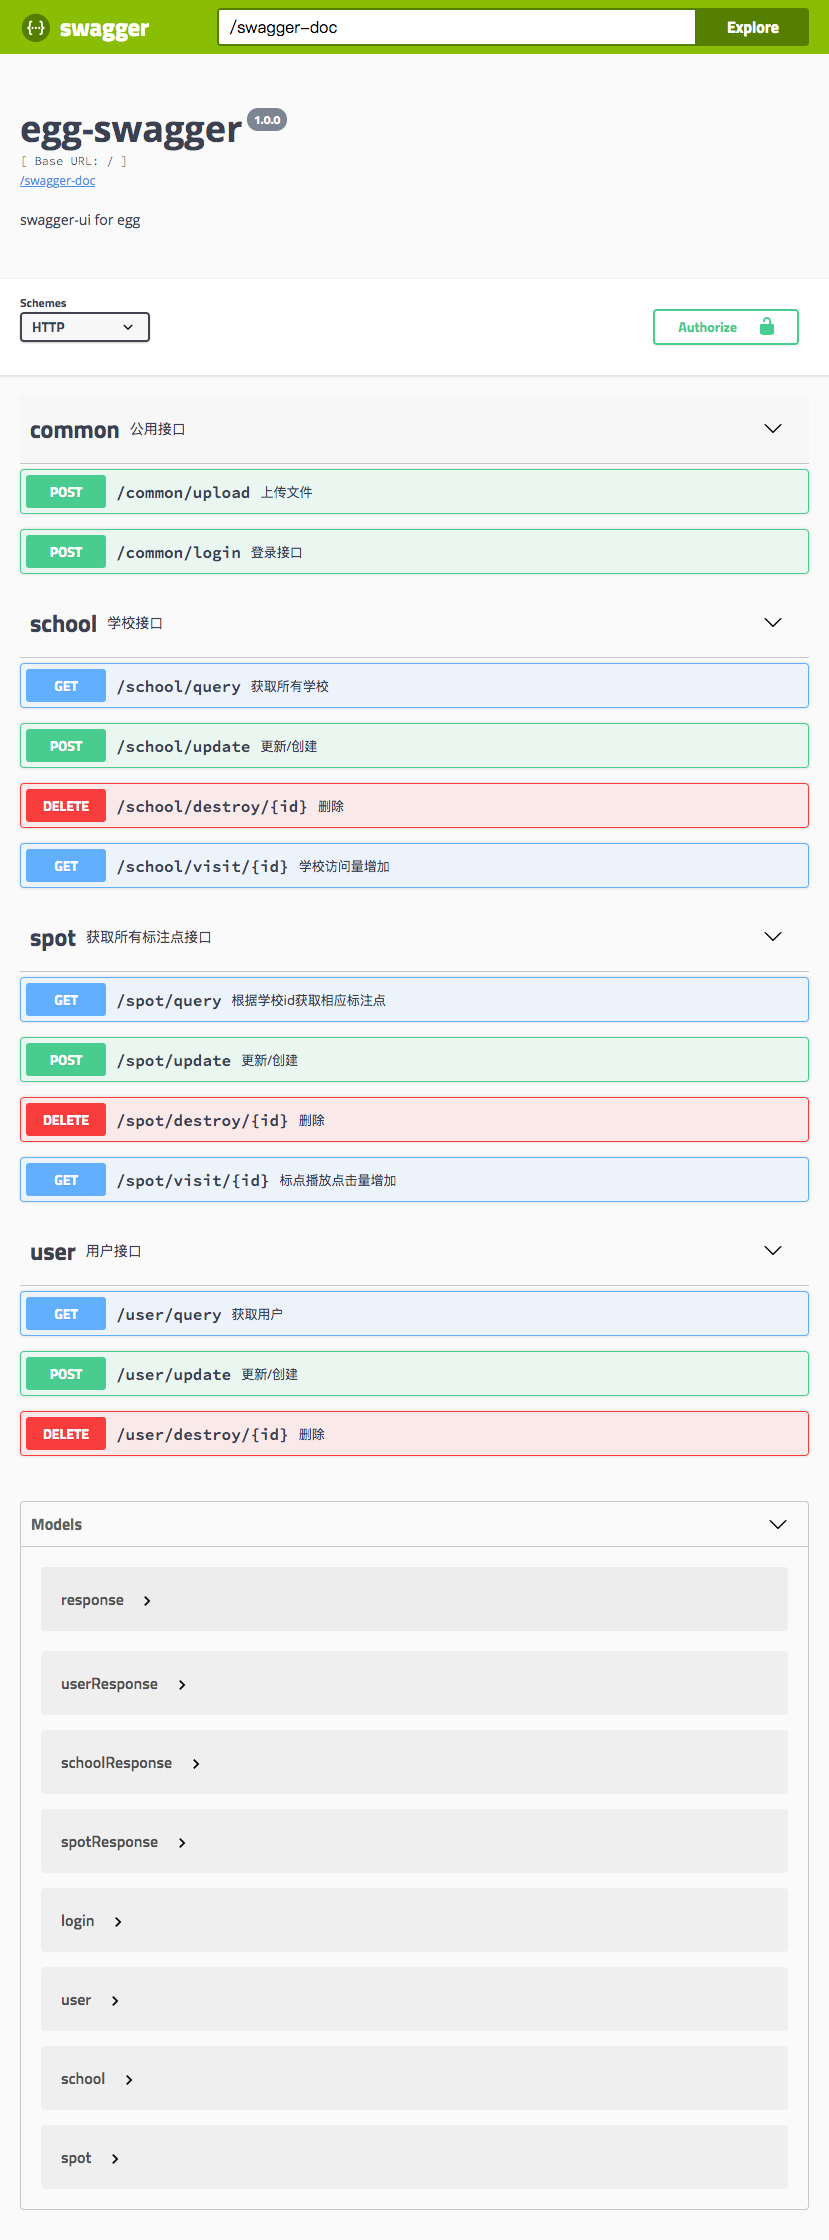 swagger /swagger-doc Explore
egg-swagger 1.0.0
[ Base URL: / ]
/swagger-doc
swagger-ui for egg
Schemes
HTTP Authorize
common 公用接口
POST /common/upload 上传文件
POST /common/login 登录接口
school 学校接口
GET /school/query 获取所有学校
POST /school/update 更新/创建
DELETE /school/destroy/{id} 删除
GET /school/visit/{id} 学校访问量增加
spot 获取所有标注点接口
GET /spot/query 根据学校id获取相应标注点
POST /spot/update 更新/创建
DELETE /spot/destroy/{id} 删除
GET /spot/visit/{id} 标点播放点击量增加
user 用户接口
GET /user/query 获取用户
POST /user/update 更新/创建
DELETE /user/destroy/{id} 删除
Models
response
userResponse
schoolResponse
spotResponse
login
user
school
spot